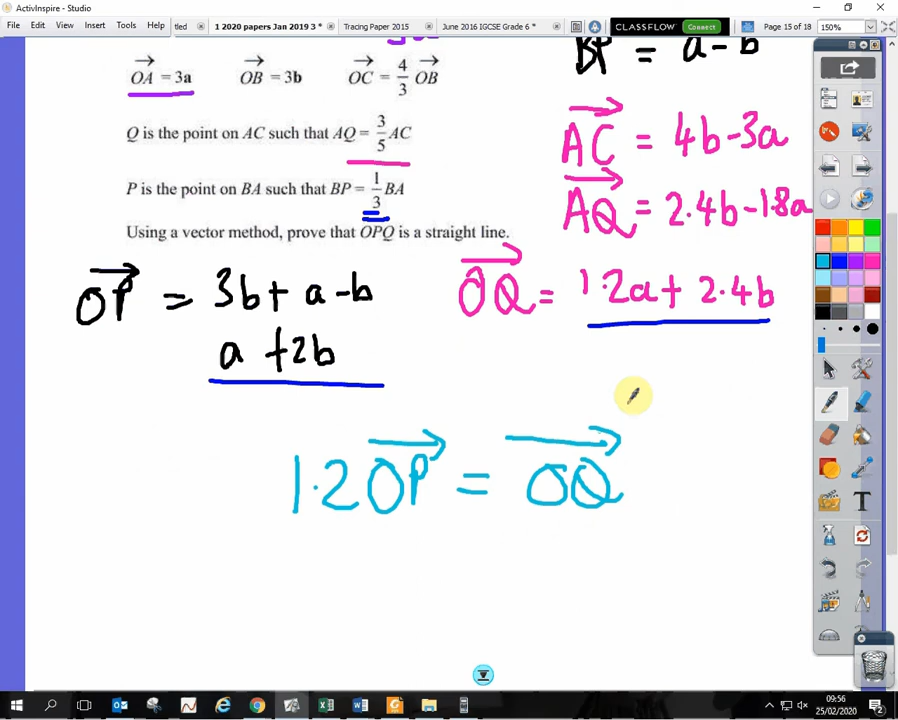 ActivInspire - Studio
File Edit View Insert Tools Help
tled 1 2020 papers Jan 2019 3 * Tracing Paper 2015 June 2016 IGCSE Grade 6 * CLASSFLOW Connect Page 15 of 18 150%
BP = a - b
OA = 3a OB = 3b OC = 4/3 OB
AC = 4b - 3a
Q is the point on AC such that AQ = 3/5 AC
P is the point on BA such that BP = 1/3 BA
AQ = 2.4b - 1.8a
Using a vector method, prove that OPQ is a straight line.
OP = 3b + a - b
OQ = 1.2a + 2.4b
a + 2b
1.2 OP = OQ
09:56
25/02/2020
2